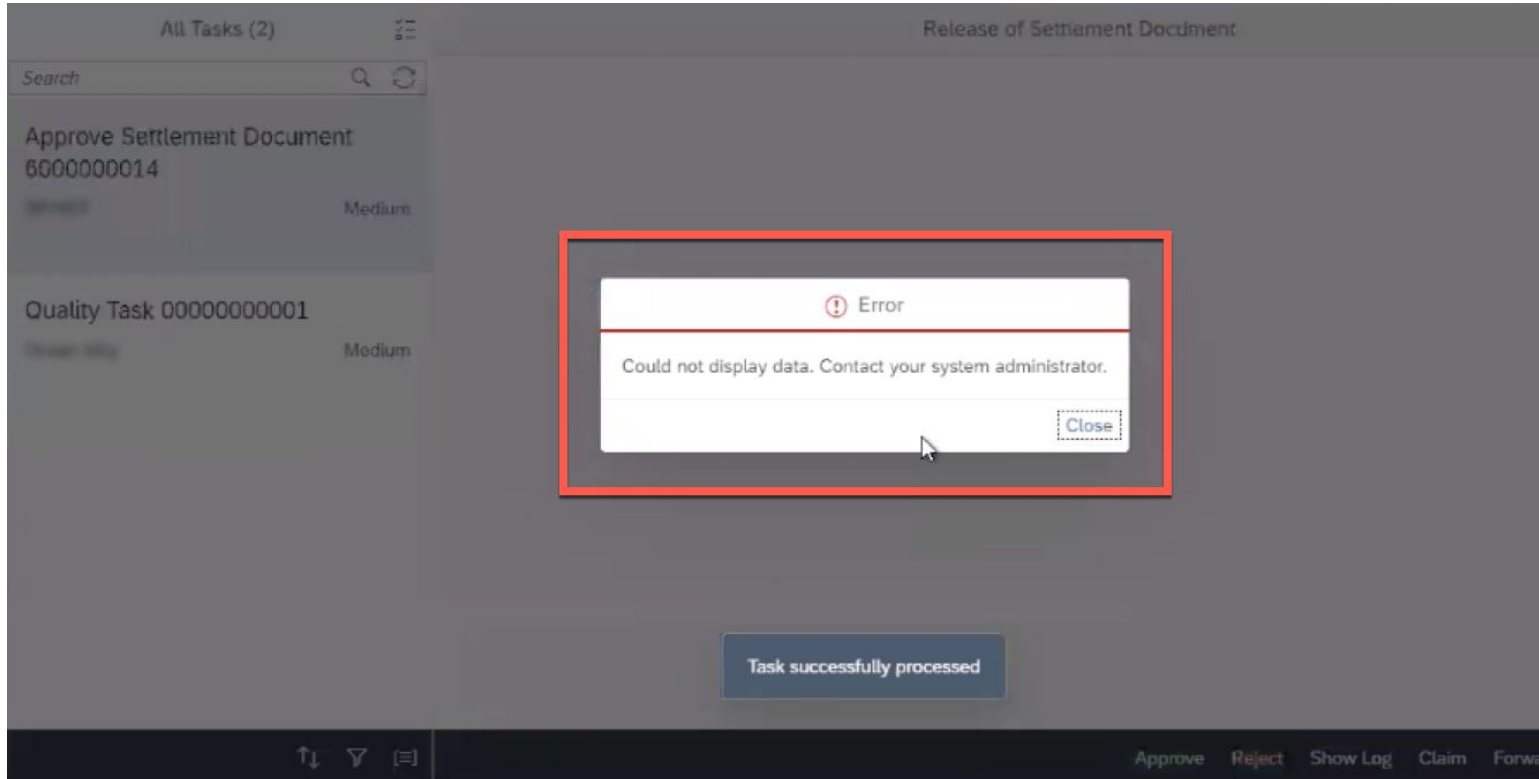 All Tasks (2)
Search
Approve Settlement Document
6000000014
Medium
Quality Task 00000000001
Medium
Release of Settlement Document
Error
Could not display data. Contact your system administrator.
Close
Task successfully processed
Approve Reject Show Log Claim Forwa